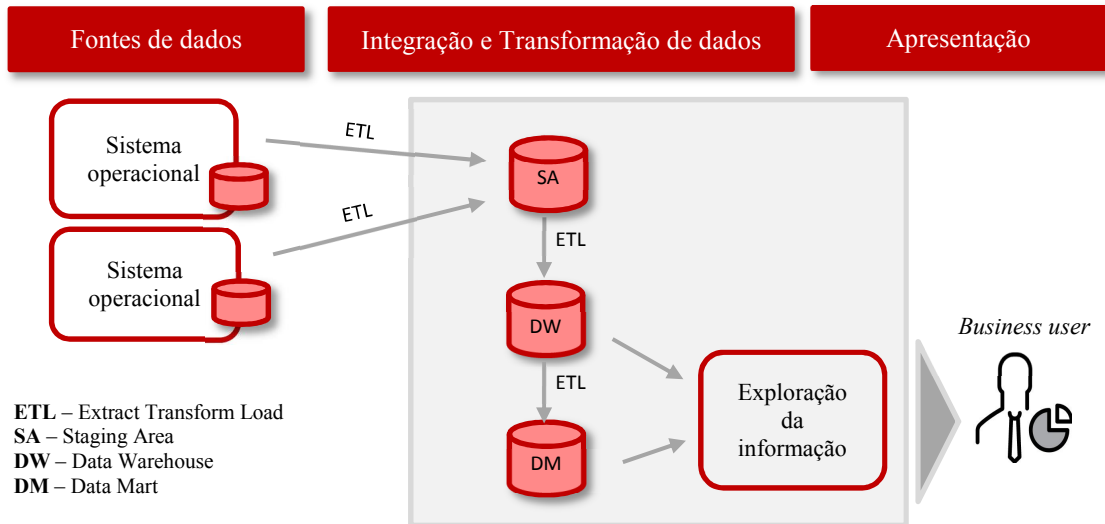 Fontes de dados
Integração e Transformação de dados
Apresentação
Sistema
operacional
ETL
SA
ETL
Sistema
operacional
ETL
DW
ETL
DM
Exploração
da
informação
Business user
ETL – Extract Transform Load
SA – Staging Area
DW – Data Warehouse
DM – Data Mart